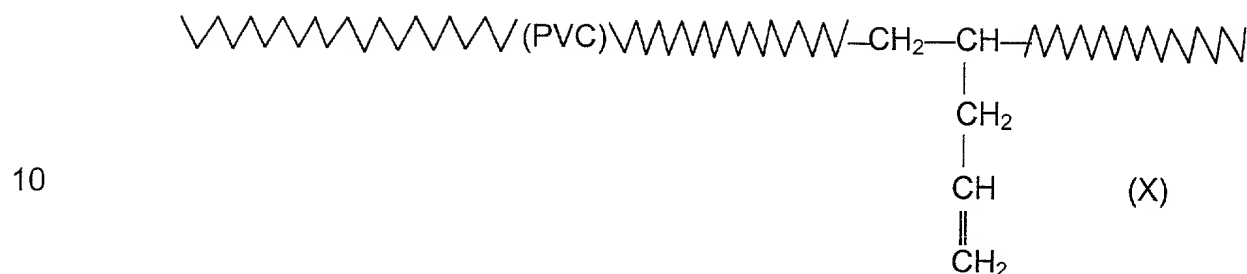 (PVC) —CH₂—CH—
CH₂
10 CH (X)
CH₂